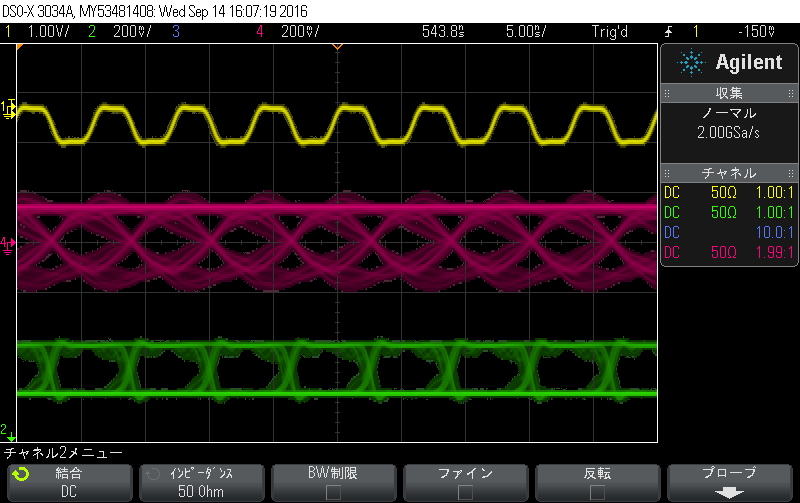 DSO-X 3034A, MY53481408: Wed Sep 14 16:07:19 2016
1 1.00V/ 2 200mV/ 3 4 200mV/ 543.8ns 5.00ns/ Trig'd 1 -150mV
Agilent
収集
ノーマル
2.00GSa/s
チャネル
DC 50Ω 1.00:1
DC 50Ω 1.00:1
DC 10.0:1
DC 50Ω 1.99:1
1
4
2
チャネル2メニュー
結合
DC
インピーダンス
50 Ohm
BW制限
ファイン
反転
プローブ